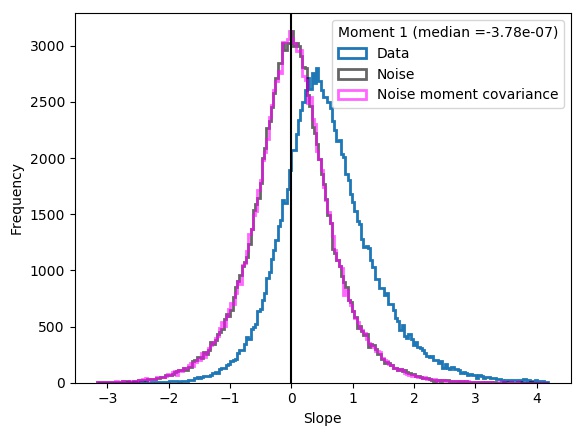 Moment 1 (median =-3.78e-07)
Data
Noise
Noise moment covariance
3000
2500
2000
1500
1000
500
0
Frequency
−3 −2 −1 0 1 2 3 4
Slope